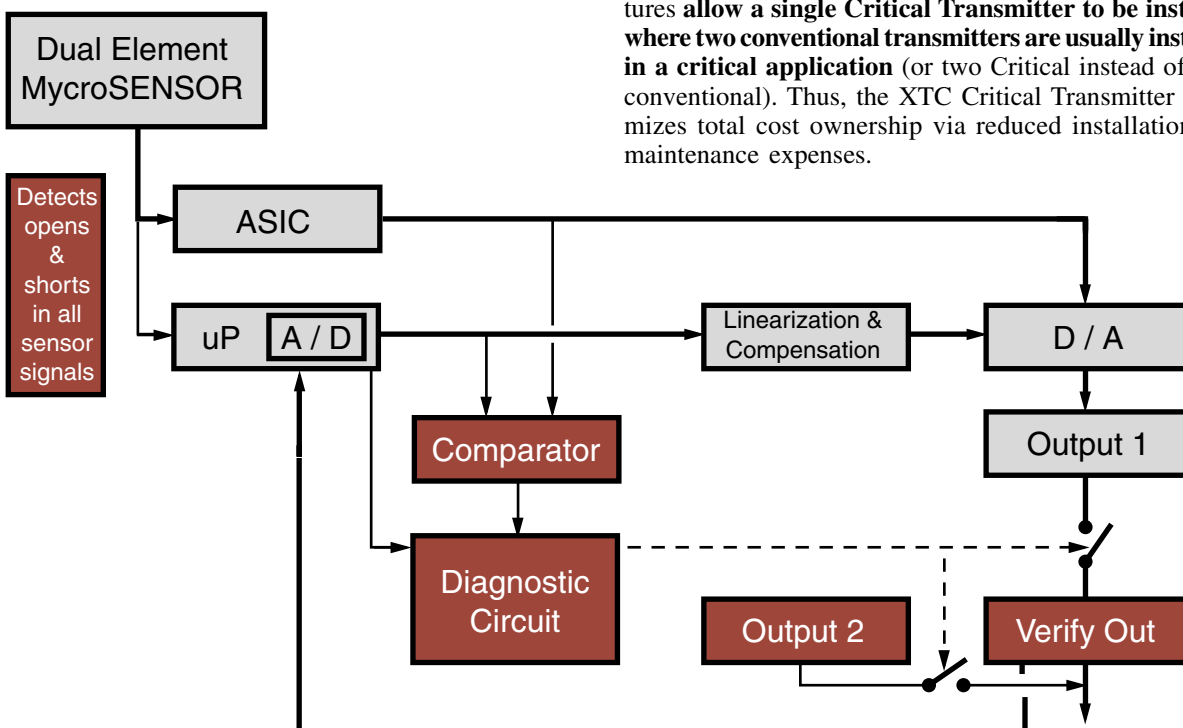 tures allow a single Critical Transmitter to be
where two conventional transmitters are usually
in a critical application (or two Critical instead of
conventional). Thus, the XTC Critical Transmitter
mizes total cost ownership via reduced installation
maintenance expenses.
Dual Element
MycroSENSOR
Detects
opens
&
shorts
in all
sensor
signals
ASIC
uP
A / D
Linearization &
Compensation
D / A
Comparator
Output 1
Diagnostic
Circuit
Output 2
Verify Out